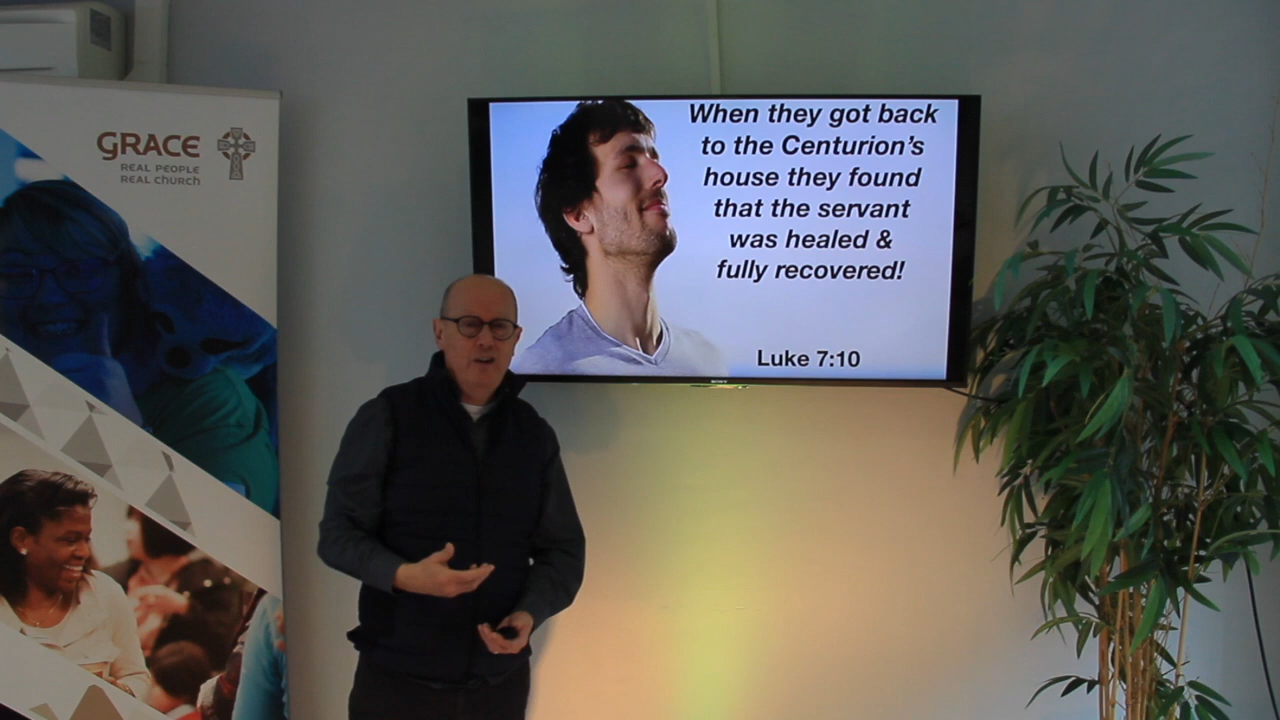 GRACE
REAL PEOPLE
REAL CHURCH
When they got back
to the Centurion's
house they found
that the servant
was healed &
fully recovered!
Luke 7:10
SONY